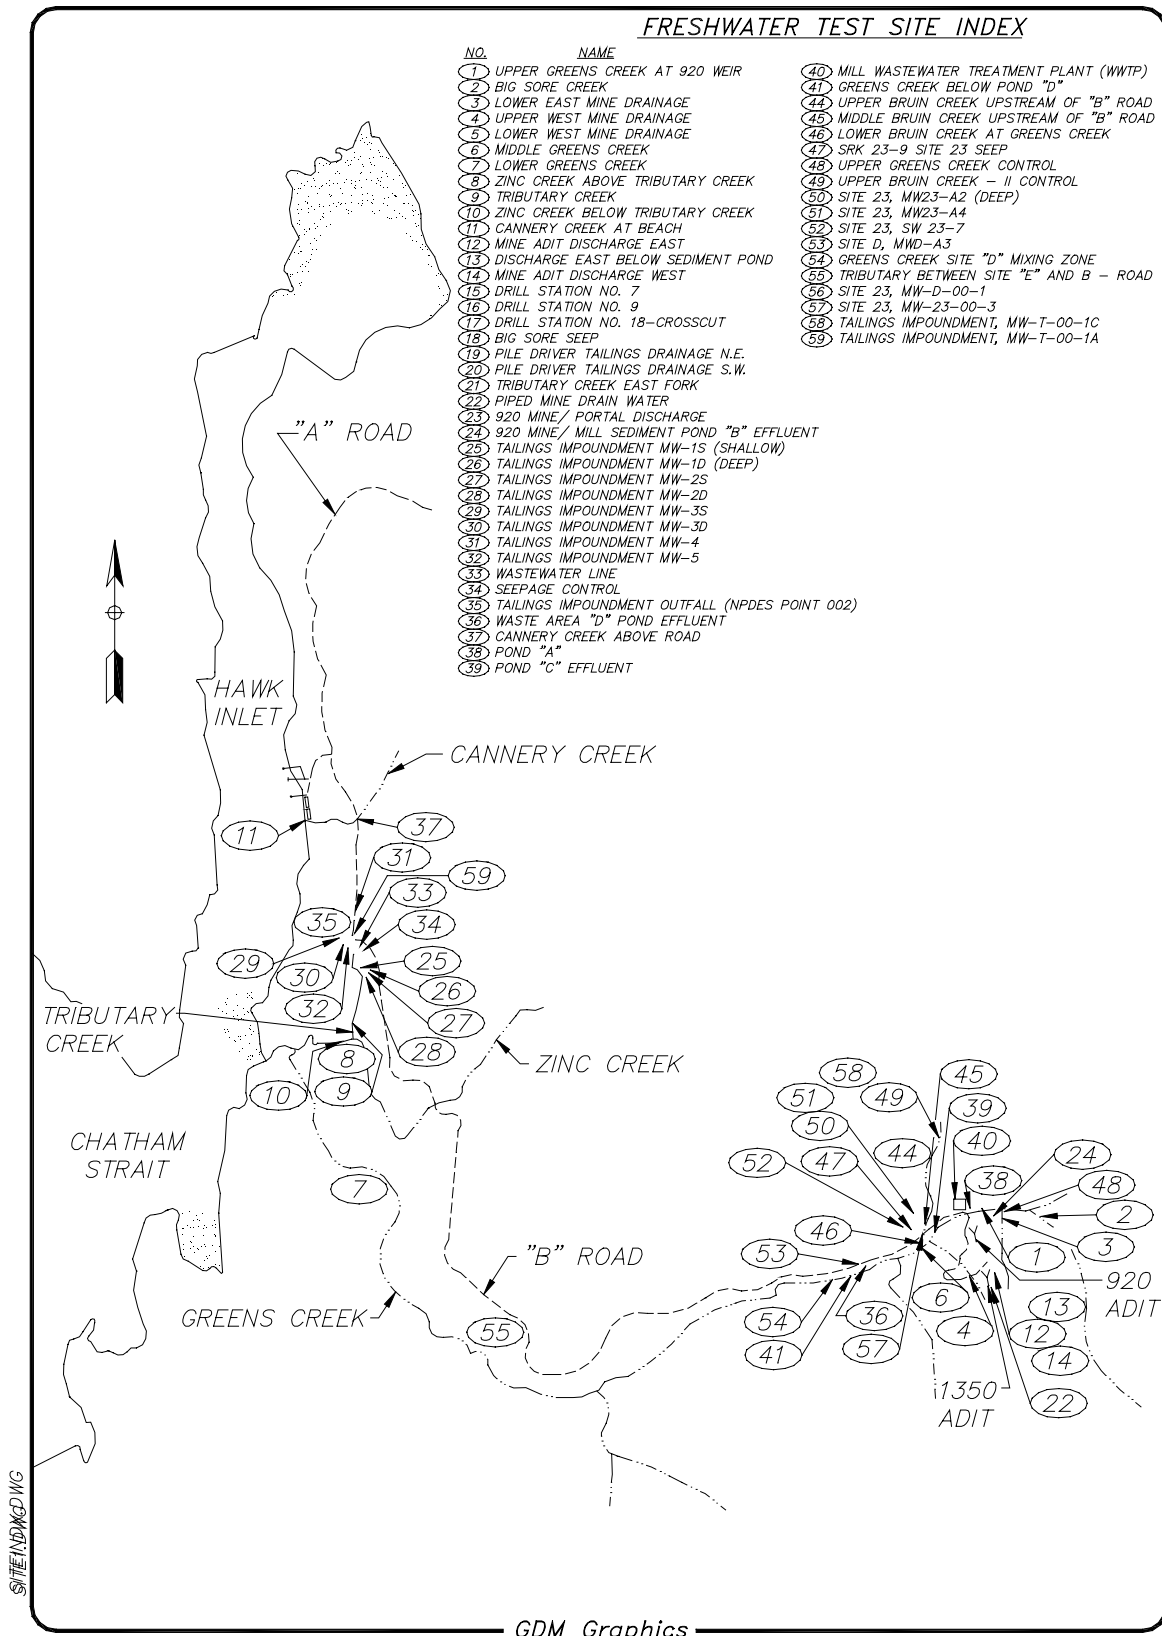 FRESHWATER TEST SITE INDEX
NO. NAME
1 UPPER GREENS CREEK AT 920 WEIR
2 BIG SORE CREEK
3 LOWER EAST MINE DRAINAGE
4 UPPER WEST MINE DRAINAGE
5 LOWER WEST MINE DRAINAGE
6 MIDDLE GREENS CREEK
7 LOWER GREENS CREEK
8 ZINC CREEK ABOVE TRIBUTARY CREEK
9 TRIBUTARY CREEK
10 ZINC CREEK BELOW TRIBUTARY CREEK
11 CANNERY CREEK AT BEACH
12 MINE ADIT DISCHARGE EAST
13 DISCHARGE EAST BELOW SEDIMENT POND
14 MINE ADIT DISCHARGE WEST
15 DRILL STATION NO. 7
16 DRILL STATION NO. 9
17 DRILL STATION NO. 18-CROSSCUT
18 BIG SORE SEEP
19 PILE DRIVER TAILINGS DRAINAGE N.E.
20 PILE DRIVER TAILINGS DRAINAGE S.W.
21 TRIBUTARY CREEK EAST FORK
22 PIPED MINE DRAIN WATER
23 920 MINE/ PORTAL DISCHARGE
24 920 MINE/ MILL SEDIMENT POND "B" EFFLUENT
25 TAILINGS IMPOUNDMENT MW-1S (SHALLOW)
26 TAILINGS IMPOUNDMENT MW-1D (DEEP)
27 TAILINGS IMPOUNDMENT MW-2S
28 TAILINGS IMPOUNDMENT MW-2D
29 TAILINGS IMPOUNDMENT MW-3S
30 TAILINGS IMPOUNDMENT MW-3D
31 TAILINGS IMPOUNDMENT MW-4
32 TAILINGS IMPOUNDMENT MW-5
33 WASTEWATER LINE
34 SEEPAGE CONTROL
35 TAILINGS IMPOUNDMENT OUTFALL (NPDES POINT 002)
36 WASTE AREA "D" POND EFFLUENT
37 CANNERY CREEK ABOVE ROAD
38 POND "A"
39 POND "C" EFFLUENT
40 MILL WASTEWATER TREATMENT PLANT (WWTP)
41 GREENS CREEK BELOW POND "D"
44 UPPER BRUIN CREEK UPSTREAM OF "B" ROAD
45 MIDDLE BRUIN CREEK UPSTREAM OF "B" ROAD
46 LOWER BRUIN CREEK AT GREENS CREEK
47 SRK 23-9 SITE 23 SEEP
48 UPPER GREENS CREEK CONTROL
49 UPPER BRUIN CREEK - II CONTROL
50 SITE 23, MW23-A2 (DEEP)
51 SITE 23, MW23-A4
52 SITE 23, SW 23-7
53 SITE D, MWD-A3
54 GREENS CREEK SITE "D" MIXING ZONE
55 TRIBUTARY BETWEEN SITE "E" AND B - ROAD
56 SITE 23, MW-D-00-1
57 SITE 23, MW-23-00-3
58 TAILINGS IMPOUNDMENT, MW-T-00-1C
59 TAILINGS IMPOUNDMENT, MW-T-00-1A
"A" ROAD
HAWK
INLET
CANNERY CREEK
11
37
31
59
33
35
34
29
30
25
26
32
27
28
TRIBUTARY
CREEK
8
9
10
ZINC CREEK
CHATHAM
STRAIT
7
"B" ROAD
GREENS CREEK
55
58
45
51
49
39
50
40
44
24
52
47
38
48
2
46
3
53
1
920
ADIT
6
13
54
36
4
12
41
57
14
1350
ADIT
22
GDM Graphics